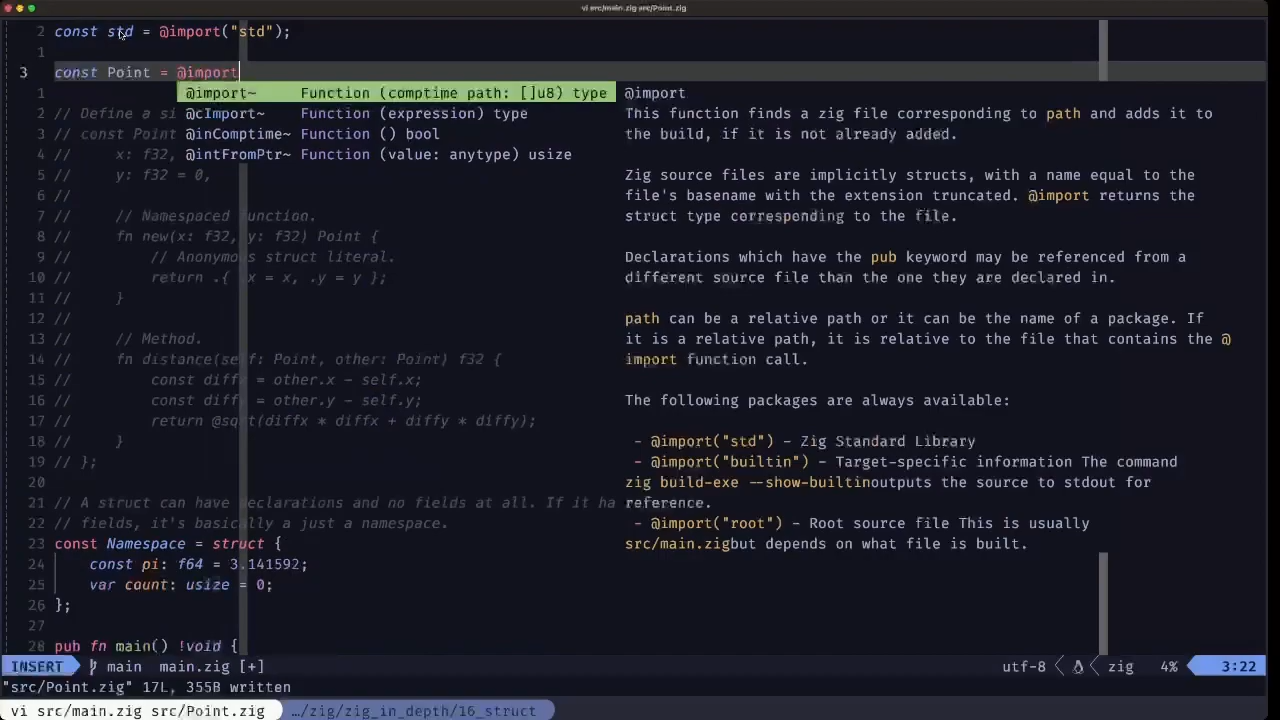 vi src/main.zig src/Point.zig
2 const std = @import("std");
1
3 const Point = @import
@import~ Function (comptime path: []u8) type
@cImport~ Function (expression) type
@inComptime~ Function () bool
@intFromPtr~ Function (value: anytype) usize
1
2 // Define a si
3 // const Point
4 // x: f32,
5 // y: f32 = 0,
6 //
7 // // Namespaced function.
8 // fn new(x: f32, y: f32) Point {
9 // // Anonymous struct literal.
10 // return .{ .x = x, .y = y };
11 // }
12 //
13 // // Method.
14 // fn distance(self: Point, other: Point) f32 {
15 // const diffx = other.x - self.x;
16 // const diffy = other.y - self.y;
17 // return @sqrt(diffx * diffx + diffy * diffy);
18 // }
19 // };
20
21 // A struct can have declarations and no fields at all. If it ha
22 // fields, it's basically a just a namespace.
23 const Namespace = struct {
24 const pi: f64 = 3.141592;
25 var count: usize = 0;
26 };
27
28 pub fn main() !void {
@import
This function finds a zig file corresponding to path and adds it to
the build, if it is not already added.
Zig source files are implicitly structs, with a name equal to the
file's basename with the extension truncated. @import returns the
struct type corresponding to the file.
Declarations which have the pub keyword may be referenced from a
different source file than the one they are declared in.
path can be a relative path or it can be the name of a package. If
it is a relative path, it is relative to the file that contains the @
import function call.
The following packages are always available:
- @import("std") - Zig Standard Library
- @import("builtin") - Target-specific information The command
zig build-exe --show-builtinoutputs the source to stdout for
reference.
- @import("root") - Root source file This is usually
src/main.zigbut depends on what file is built.
INSERT main main.zig [+] utf-8 zig 4% 3:22
"src/Point.zig" 17L, 355B written
vi src/main.zig src/Point.zig …/zig/zig_in_depth/16_struct